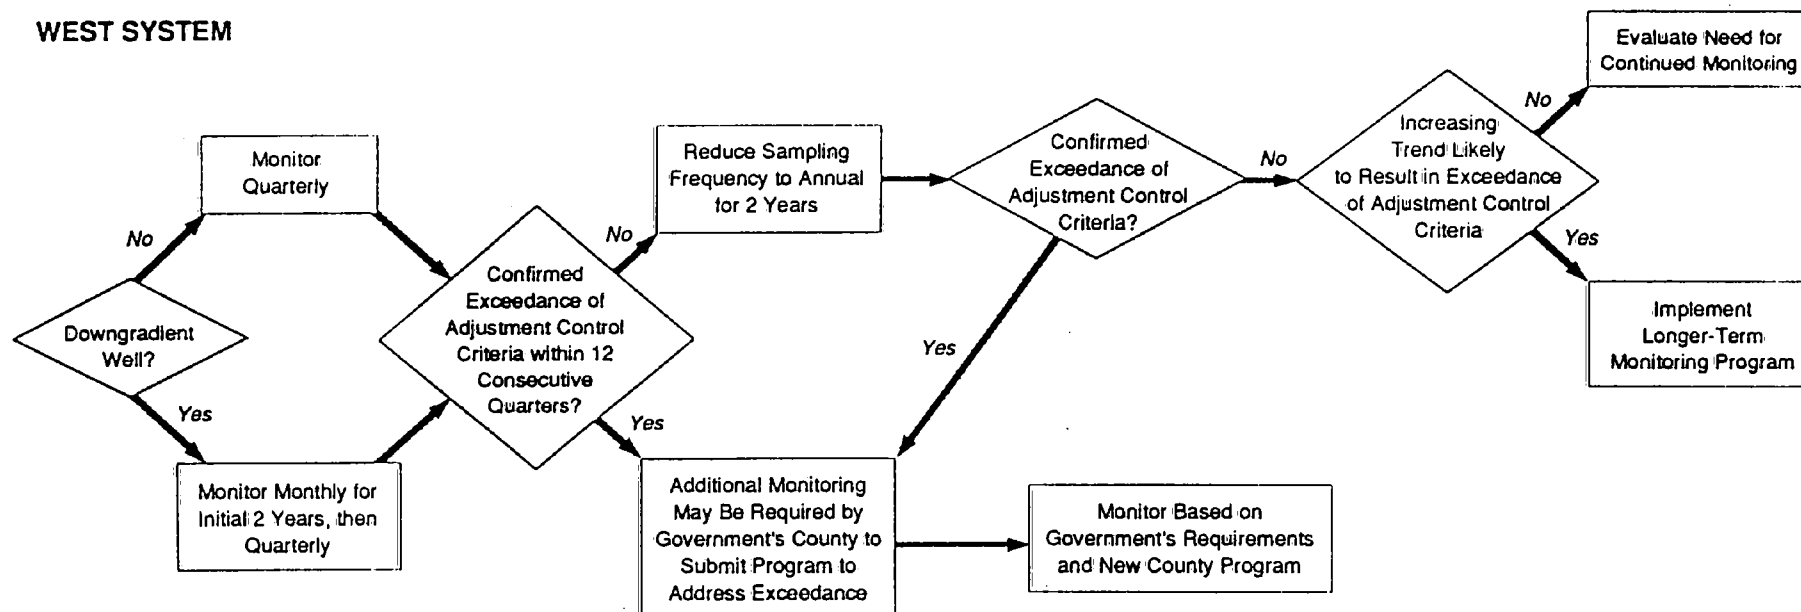 WEST SYSTEM
Downgradient
Well?
No
Yes
Monitor
Quarterly
Monitor Monthly for
Initial 2 Years, then
Quarterly
Confirmed
Exceedance of
Adjustment Control
Criteria within 12
Consecutive
Quarters?
No
Yes
Reduce Sampling
Frequency to Annual
for 2 Years
Additional Monitoring
May Be Required by
Government's County to
Submit Program to
Address Exceedance
Confirmed
Exceedance of
Adjustment Control
Criteria?
No
Yes
Monitor Based on
Government's Requirements
and New County Program
Increasing
Trend Likely
to Result in Exceedance
of Adjustment Control
Criteria
No
Yes
Evaluate Need for
Continued Monitoring
Implement
Longer-Term
Monitoring Program